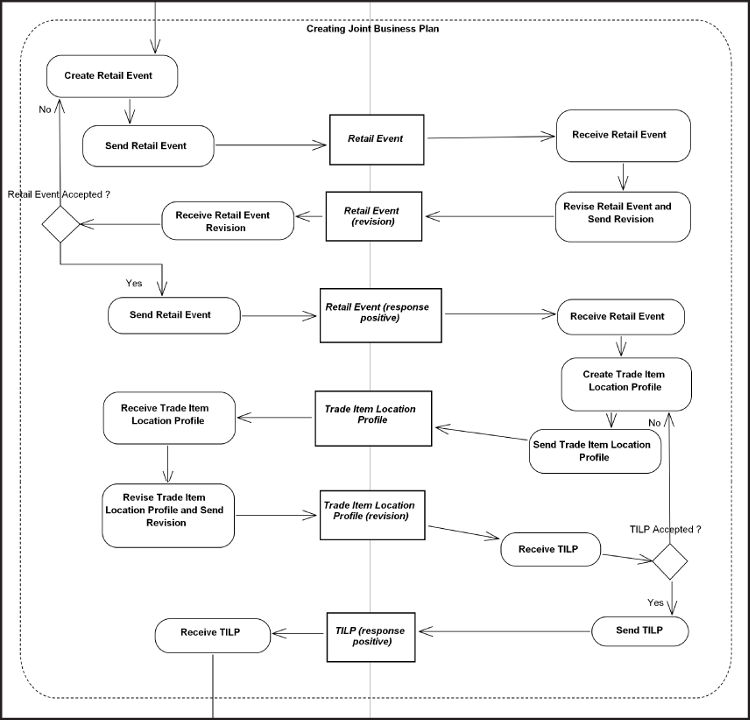 Creating Joint Business Plan
Create Retail Event
No
Send Retail Event
Retail Event
Receive Retail Event
Retail Event Accepted ?
Receive Retail Event
Revision
Retail Event
(revision)
Revise Retail Event and
Send Revision
Yes
Send Retail Event
Retail Event (response
positive)
Receive Retail Event
Create Trade Item
Location Profile
Receive Trade Item
Location Profile
Trade Item Location
Profile
No
Send Trade Item Location
Profile
Revise Trade Item
Location Profile and Send
Revision
Trade Item Location
Profile (revision)
TILP Accepted ?
Receive TILP
Yes
Receive TILP
TILP (response
positive)
Send TILP